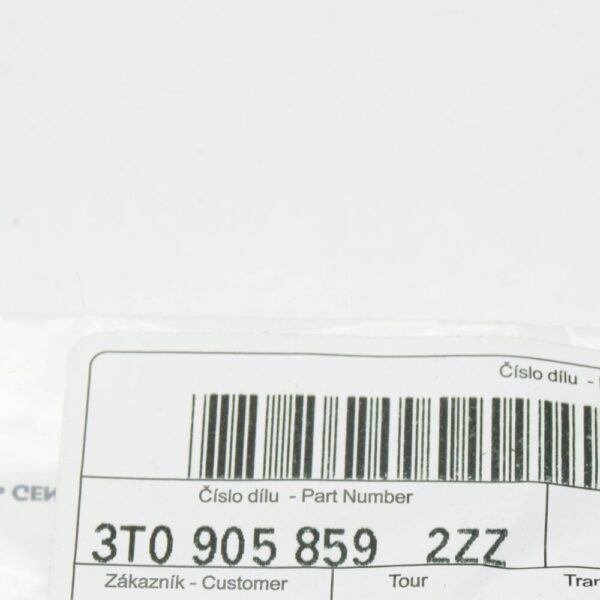 Číslo dílu -
Číslo dílu - Part Number
3T0 905 859 2ZZ
Zákazník - Customer Tour